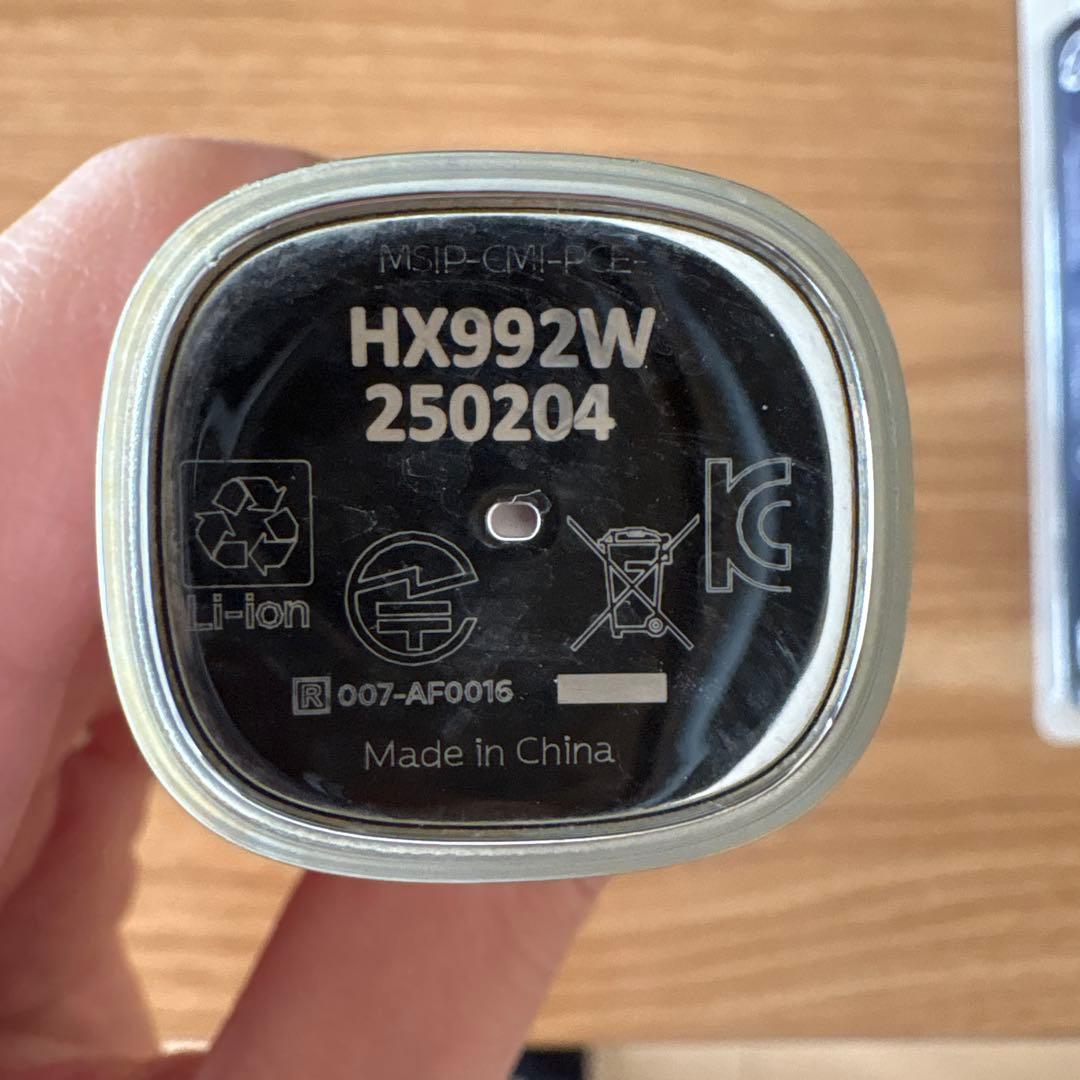 MSIP-CMI-PCE-
HX992W
250204
Li-ion
R 007-AF0016
Made in China